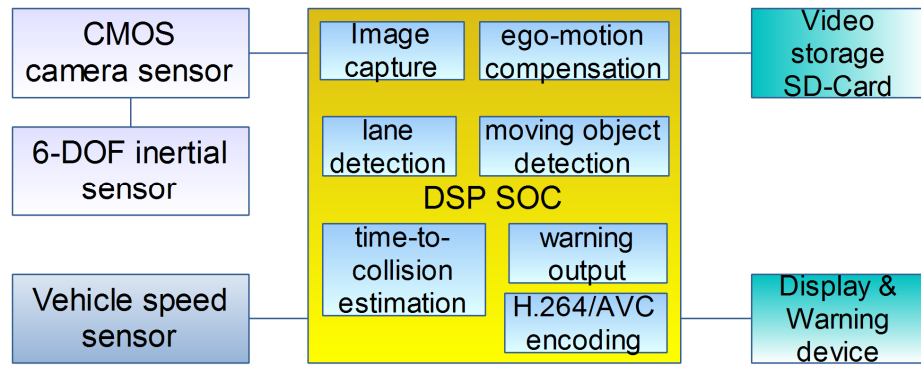 CMOS
camera sensor
6-DOF inertial
sensor
Vehicle speed
sensor
Image
capture
ego-motion
compensation
lane
detection
moving object
detection
DSP SOC
time-to-
collision
estimation
warning
output
H.264/AVC
encoding
Video
storage
SD-Card
Display &
Warning
device